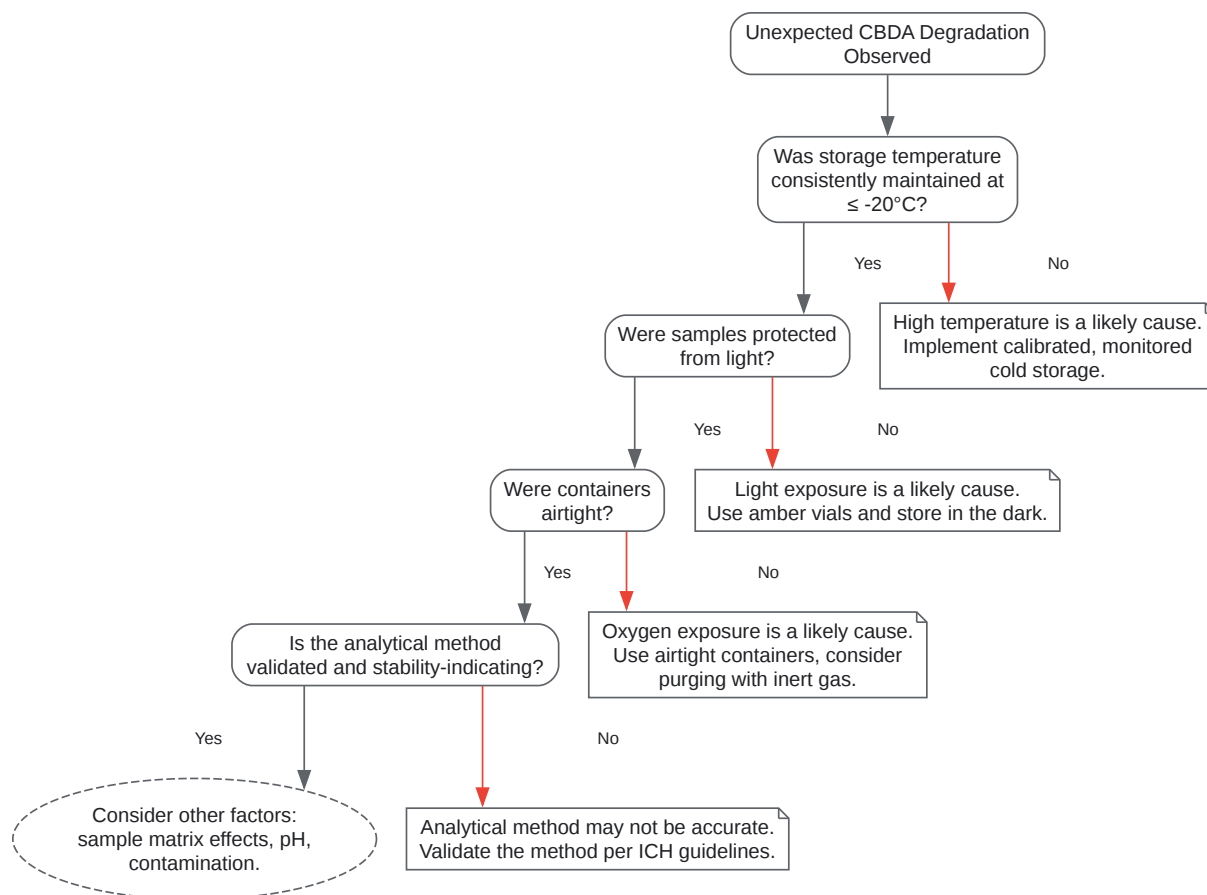 Unexpected CBDA Degradation
Observed
Was storage temperature
consistently maintained at
≤ -20°C?
Yes
No
High temperature is a likely cause.
Implement calibrated, monitored
cold storage.
Were samples protected
from light?
Yes
No
Light exposure is a likely cause.
Use amber vials and store in the dark.
Were containers
airtight?
Yes
No
Oxygen exposure is a likely cause.
Use airtight containers, consider
purging with inert gas.
Is the analytical method
validated and stability-indicating?
Yes
No
Consider other factors:
sample matrix effects, pH,
contamination.
Analytical method may not be accurate.
Validate the method per ICH guidelines.